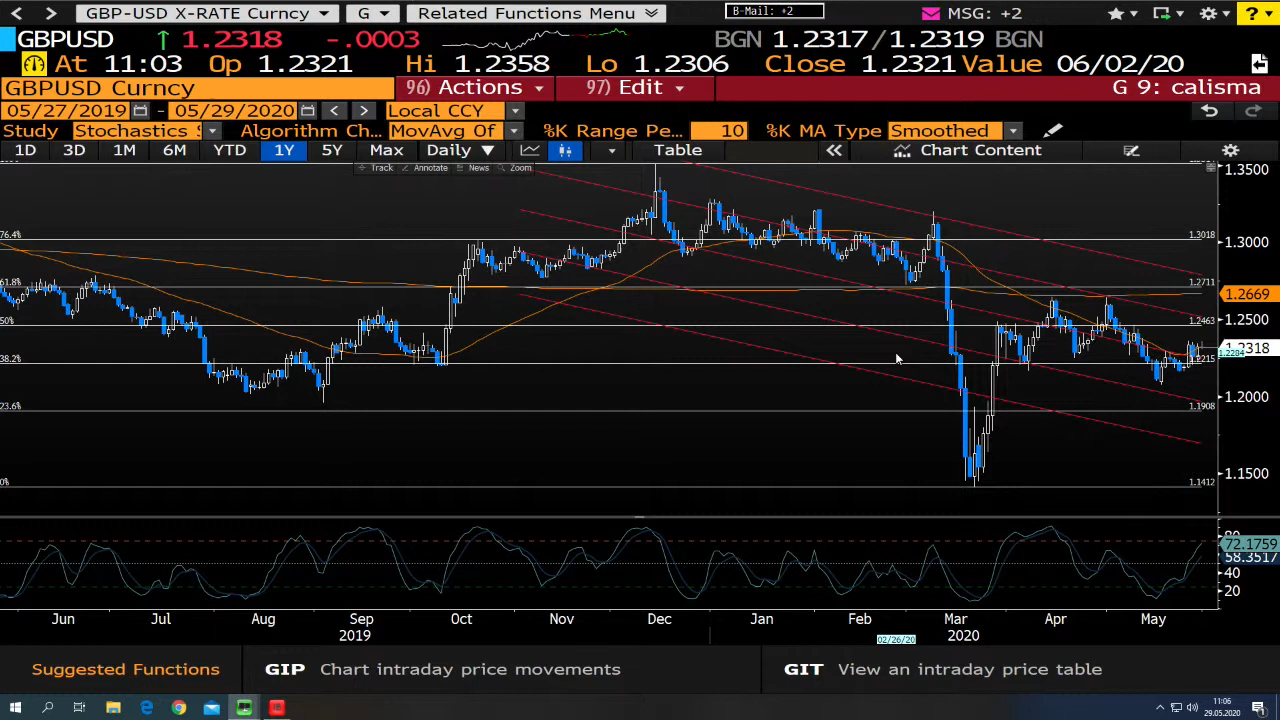 GBP-USD X-RATE Curncy G Related Functions Menu B-Mail: +2 MSG: +2 ?
GBPUSD 1.2318 -.0003 BGN 1.2317/1.2319 BGN
At 11:03 Op 1.2321 Hi 1.2358 Lo 1.2306 Close 1.2321 Value 06/02/20
GBPUSD Curncy 96) Actions 97) Edit G 9: calisma
05/27/2019 - 05/29/2020 < > Local CCY
Study Stochastics S Algorithm Ch... MovAvg Of %K Range Pe... 10 %K MA Type Smoothed
1D 3D 1M 6M YTD 1Y 5Y Max Daily Table Chart Content
Track Annotate News Zoom
1.3500
76.4% 1.3018 1.3000
61.8% 1.2711
1.2669
50% 1.2463 1.2500
1.2318
1.2284
38.2% 1.2215
1.2000
23.6% 1.1908
1.1500
0% 1.1412
80
72.1759
58.3517
40
20
Jun Jul Aug Sep Oct Nov Dec Jan Feb Mar Apr May
2019 02/26/20 2020
Suggested Functions GIP Chart intraday price movements GIT View an intraday price table
11:06
29.05.2020
1